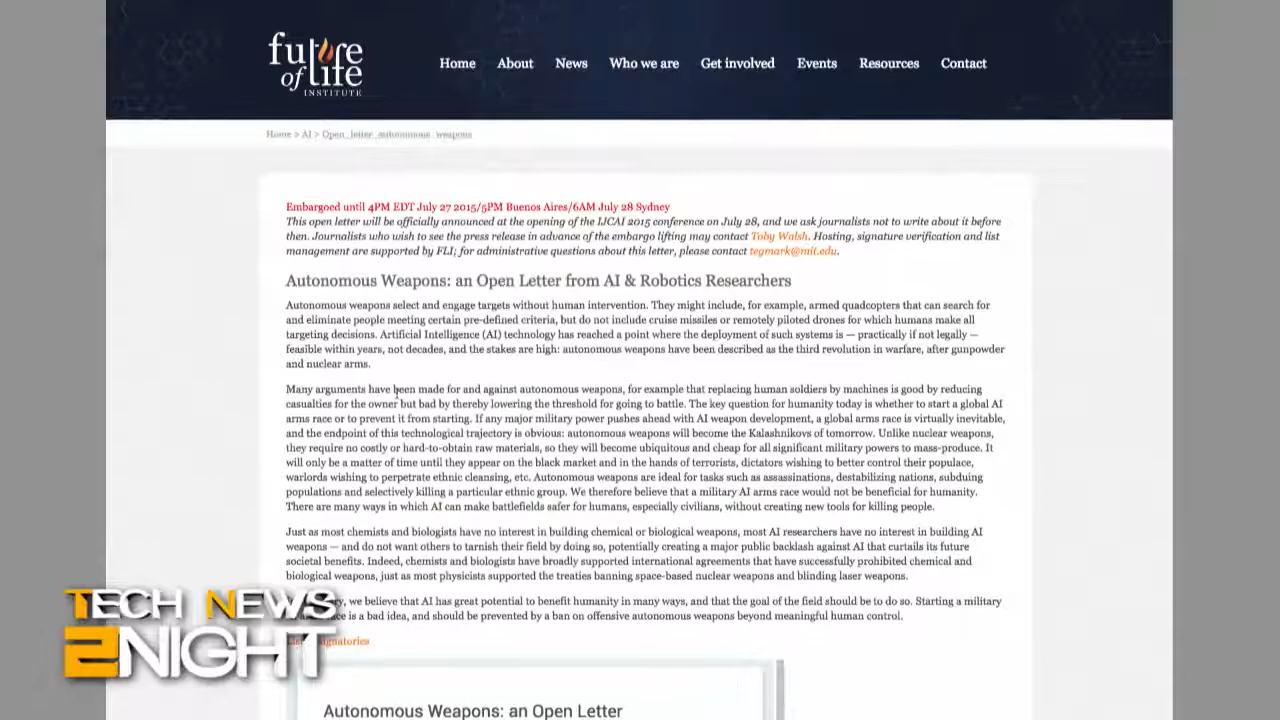 future
of life
INSTITUTE
Home About News Who we are Get involved Events Resources Contact
Home > AI > Open_letter_autonomous_weapons
Embargoed until 4PM EDT July 27 2015/5PM Buenos Aires/6AM July 28 Sydney
This open letter will be officially announced at the opening of the IJCAI 2015 conference on July 28, and we ask journalists not to write about it before
then. Journalists who wish to see the press release in advance of the embargo lifting may contact Toby Walsh. Hosting, signature verification and list
management are supported by FLI; for administrative questions about this letter, please contact tegmark@mit.edu.
Autonomous Weapons: an Open Letter from AI & Robotics Researchers
Autonomous weapons select and engage targets without human intervention. They might include, for example, armed quadcopters that can search for
and eliminate people meeting certain pre-defined criteria, but do not include cruise missiles or remotely piloted drones for which humans make all
targeting decisions. Artificial Intelligence (AI) technology has reached a point where the deployment of such systems is — practically if not legally —
feasible within years, not decades, and the stakes are high: autonomous weapons have been described as the third revolution in warfare, after gunpowder
and nuclear arms.
Many arguments have been made for and against autonomous weapons, for example that replacing human soldiers by machines is good by reducing
casualties for the owner but bad by thereby lowering the threshold for going to battle. The key question for humanity today is whether to start a global AI
arms race or to prevent it from starting. If any major military power pushes ahead with AI weapon development, a global arms race is virtually inevitable,
and the endpoint of this technological trajectory is obvious: autonomous weapons will become the Kalashnikovs of tomorrow. Unlike nuclear weapons,
they require no costly or hard-to-obtain raw materials, so they will become ubiquitous and cheap for all significant military powers to mass-produce. It
will only be a matter of time until they appear on the black market and in the hands of terrorists, dictators wishing to better control their populace,
warlords wishing to perpetrate ethnic cleansing, etc. Autonomous weapons are ideal for tasks such as assassinations, destabilizing nations, subduing
populations and selectively killing a particular ethnic group. We therefore believe that a military AI arms race would not be beneficial for humanity.
There are many ways in which AI can make battlefields safer for humans, especially civilians, without creating new tools for killing people.
Just as most chemists and biologists have no interest in building chemical or biological weapons, most AI researchers have no interest in building AI
weapons — and do not want others to tarnish their field by doing so, potentially creating a major public backlash against AI that curtails its future
societal benefits. Indeed, chemists and biologists have broadly supported international agreements that have successfully prohibited chemical and
biological weapons, just as most physicists supported the treaties banning space-based nuclear weapons and blinding laser weapons.
we believe that AI has great potential to benefit humanity in many ways, and that the goal of the field should be to do so. Starting a military
is a bad idea, and should be prevented by a ban on offensive autonomous weapons beyond meaningful human control.
TECH NEWS
2NIGHT
Autonomous Weapons: an Open Letter